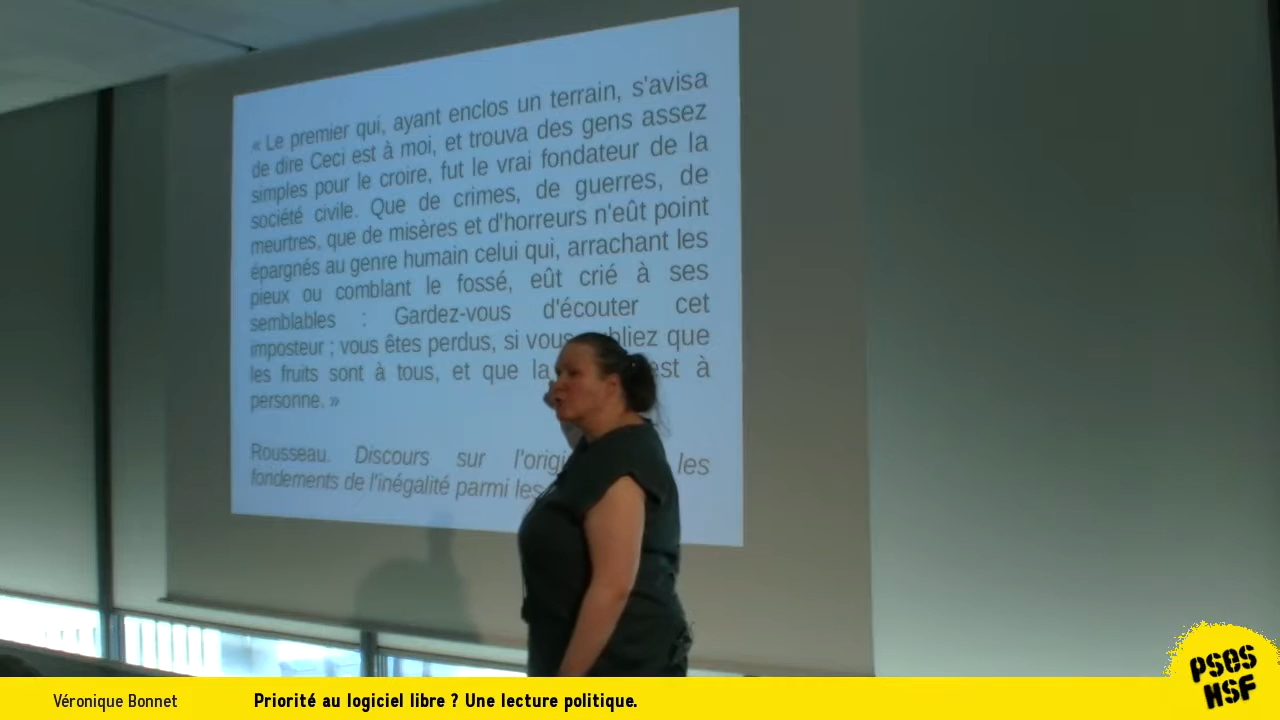 « Le premier qui, ayant enclos un terrain, s'avisa
de dire Ceci est à moi, et trouva des gens assez
simples pour le croire, fut le vrai fondateur de la
société civile. Que de crimes, de guerres, de
meurtres, que de misères et d'horreurs n'eût point
épargnés au genre humain celui qui, arrachant les
pieux ou comblant le fossé, eût crié à ses
semblables : Gardez-vous d'écouter cet
imposteur ; vous êtes perdus, si vous bliez que
les fruits sont à tous, et que la est à
personne. »
Rousseau. Discours sur l'origi les
fondements de l'inégalité parmi les
Véronique Bonnet
Priorité au logiciel libre ? Une lecture politique.
PSES
HSF